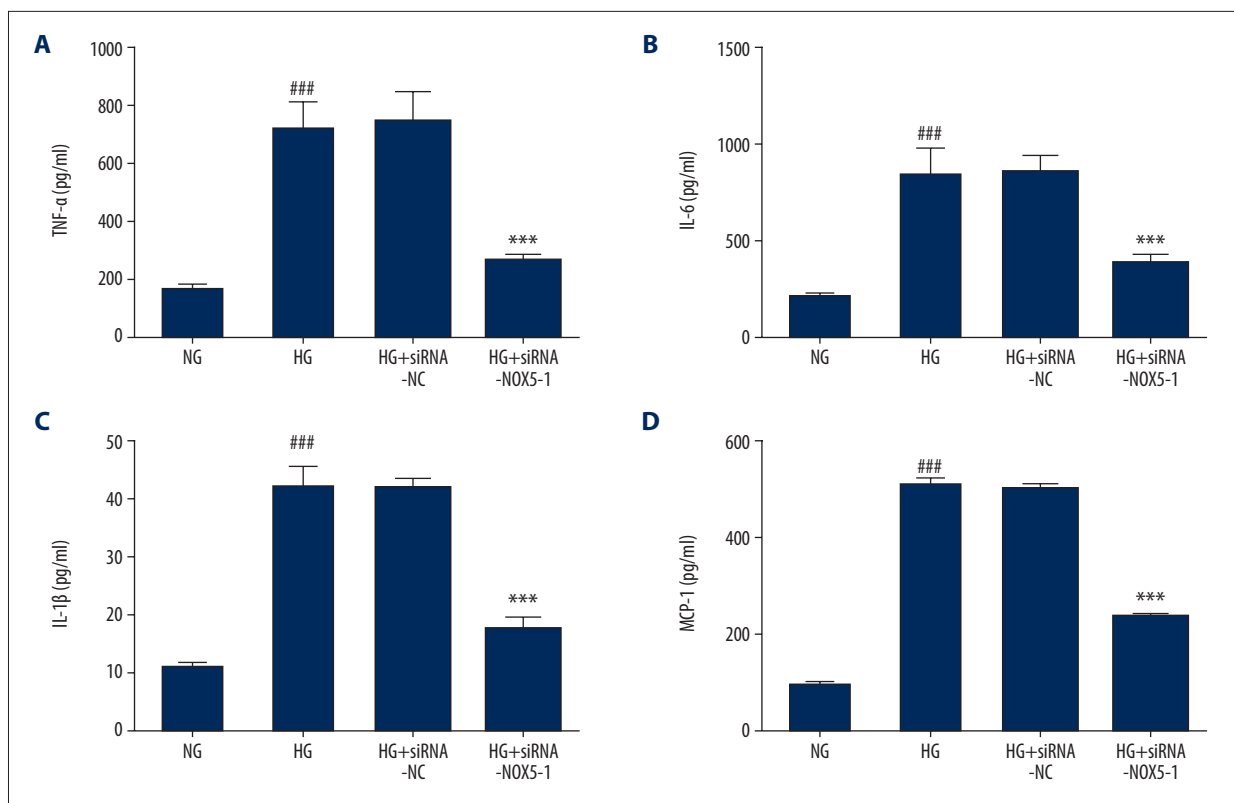 A
1000
800
600
400
200
0
TNF-α (pg/ml)
###
***
NG
HG
HG+siRNA
-NC
HG+siRNA
-NOX5-1
B
1500
1000
500
0
IL-6 (pg/ml)
###
***
NG
HG
HG+siRNA
-NC
HG+siRNA
-NOX5-1
C
50
40
30
20
10
0
IL-1β (pg/ml)
###
***
NG
HG
HG+siRNA
-NC
HG+siRNA
-NOX5-1
D
600
400
200
0
MCP-1 (pg/ml)
###
***
NG
HG
HG+siRNA
-NC
HG+siRNA
-NOX5-1